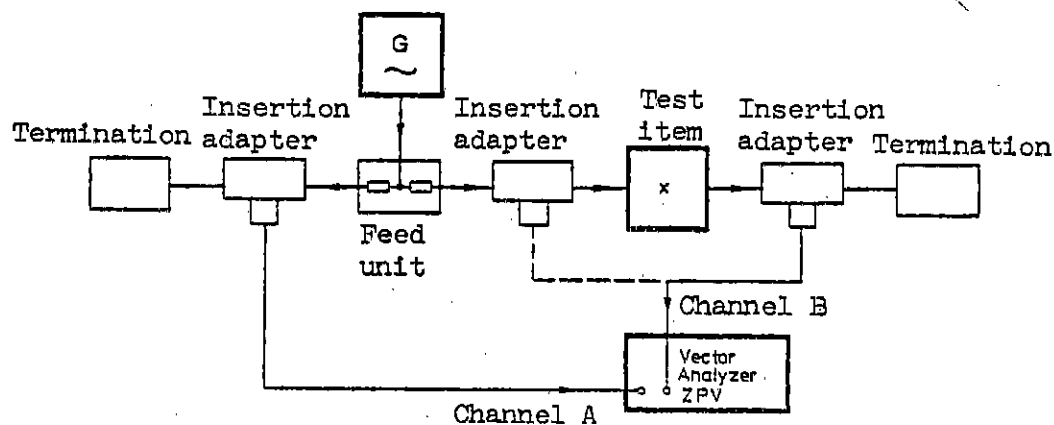 G
~
Termination
Insertion
adapter
Insertion
adapter
Test
item
Insertion
adapter
Termination
x
Feed
unit
Channel B
Vector
Analyzer
ZPV
Channel A